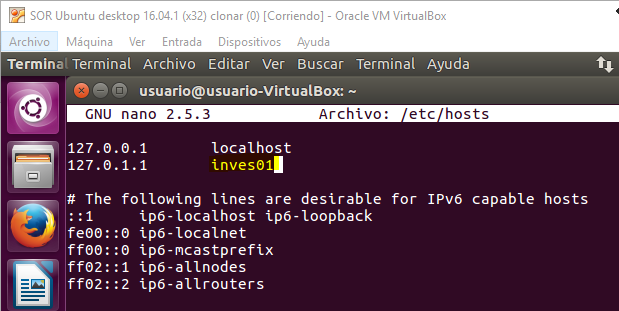 SOR Ubuntu desktop 16.04.1 (x32) clonar (0) [Corriendo] - Oracle VM VirtualBox
Archivo Máquina Ver Entrada Dispositivos Ayuda
Terminal Terminal Archivo Editar Ver Buscar Terminal Ayuda
usuario@usuario-VirtualBox: ~
GNU nano 2.5.3 Archivo: /etc/hosts
127.0.0.1 localhost
127.0.1.1 inves01
# The following lines are desirable for IPv6 capable hosts
::1 ip6-localhost ip6-loopback
fe00::0 ip6-localnet
ff00::0 ip6-mcastprefix
ff02::1 ip6-allnodes
ff02::2 ip6-allrouters